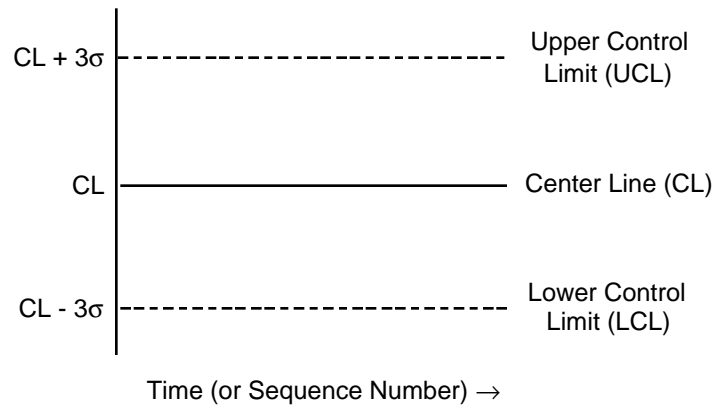 CL + 3σ
Upper Control
Limit (UCL)
CL
Center Line (CL)
CL - 3σ
Lower Control
Limit (LCL)
Time (or Sequence Number) →